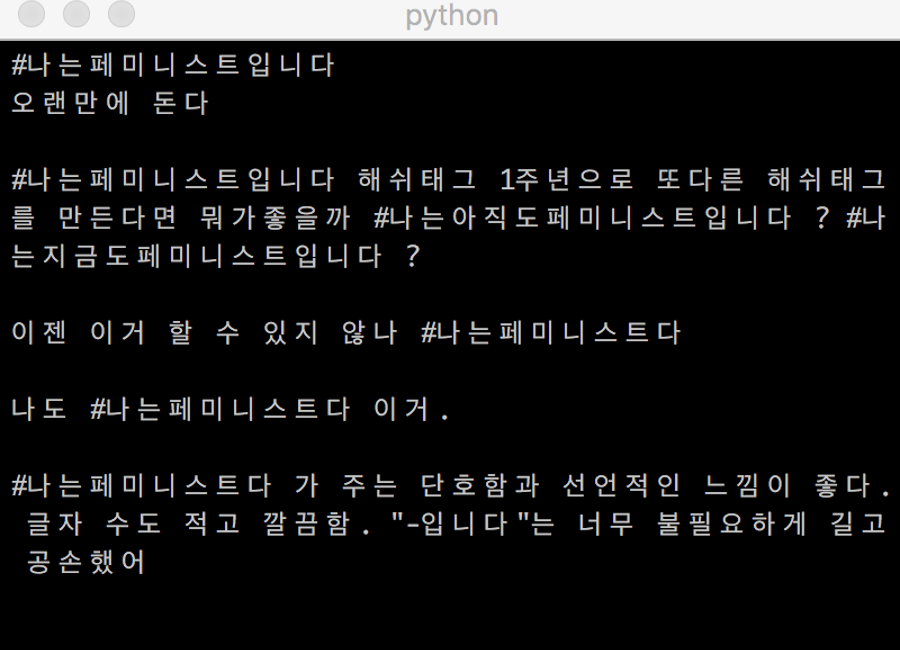 python
#나는페미니스트입니다
오랜만에 돈다
#나는페미니스트입니다 해쉬태그 1주년으로 또다른 해쉬태그
를 만든다면 뭐가좋을까 #나는아직도페미니스트입니다 ? #나
는지금도페미니스트입니다 ?
이젠 이거 할 수 있지 않나 #나는페미니스트다
나도 #나는페미니스트다 이거.
#나는페미니스트다 가 주는 단호함과 선언적인 느낌이 좋다.
글자 수도 적고 깔끔함. "-입니다"는 너무 불필요하게 길고
공손했어